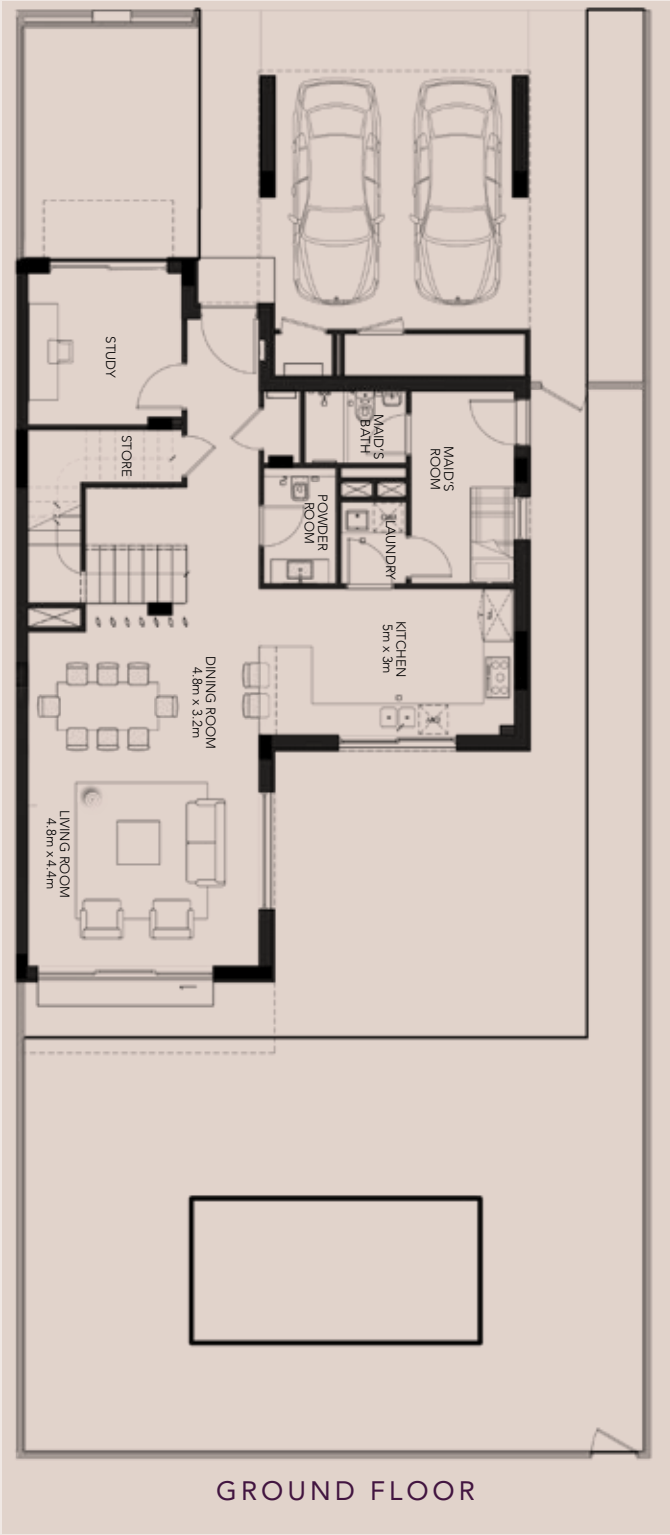 STUDY
STORE
MAID'S
BATH
MAID'S
ROOM
POWDER
ROOM
LAUNDRY
KITCHEN
5m x 3m
DINING ROOM
4.8m x 3.2m
LIVING ROOM
4.8m x 4.4m
GROUND FLOOR